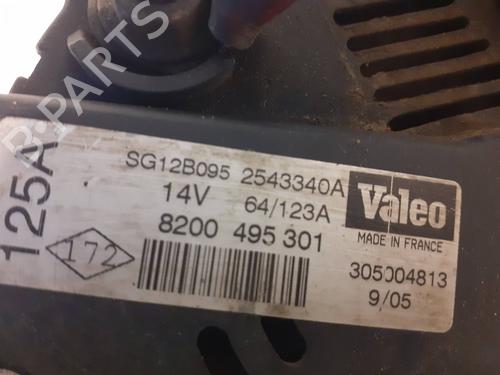 B-PARTS
125A
SG12B095 2543340A
14V 64/123A
8200 495 301
172
Valeo
MADE IN FRANCE
305004813
9/05